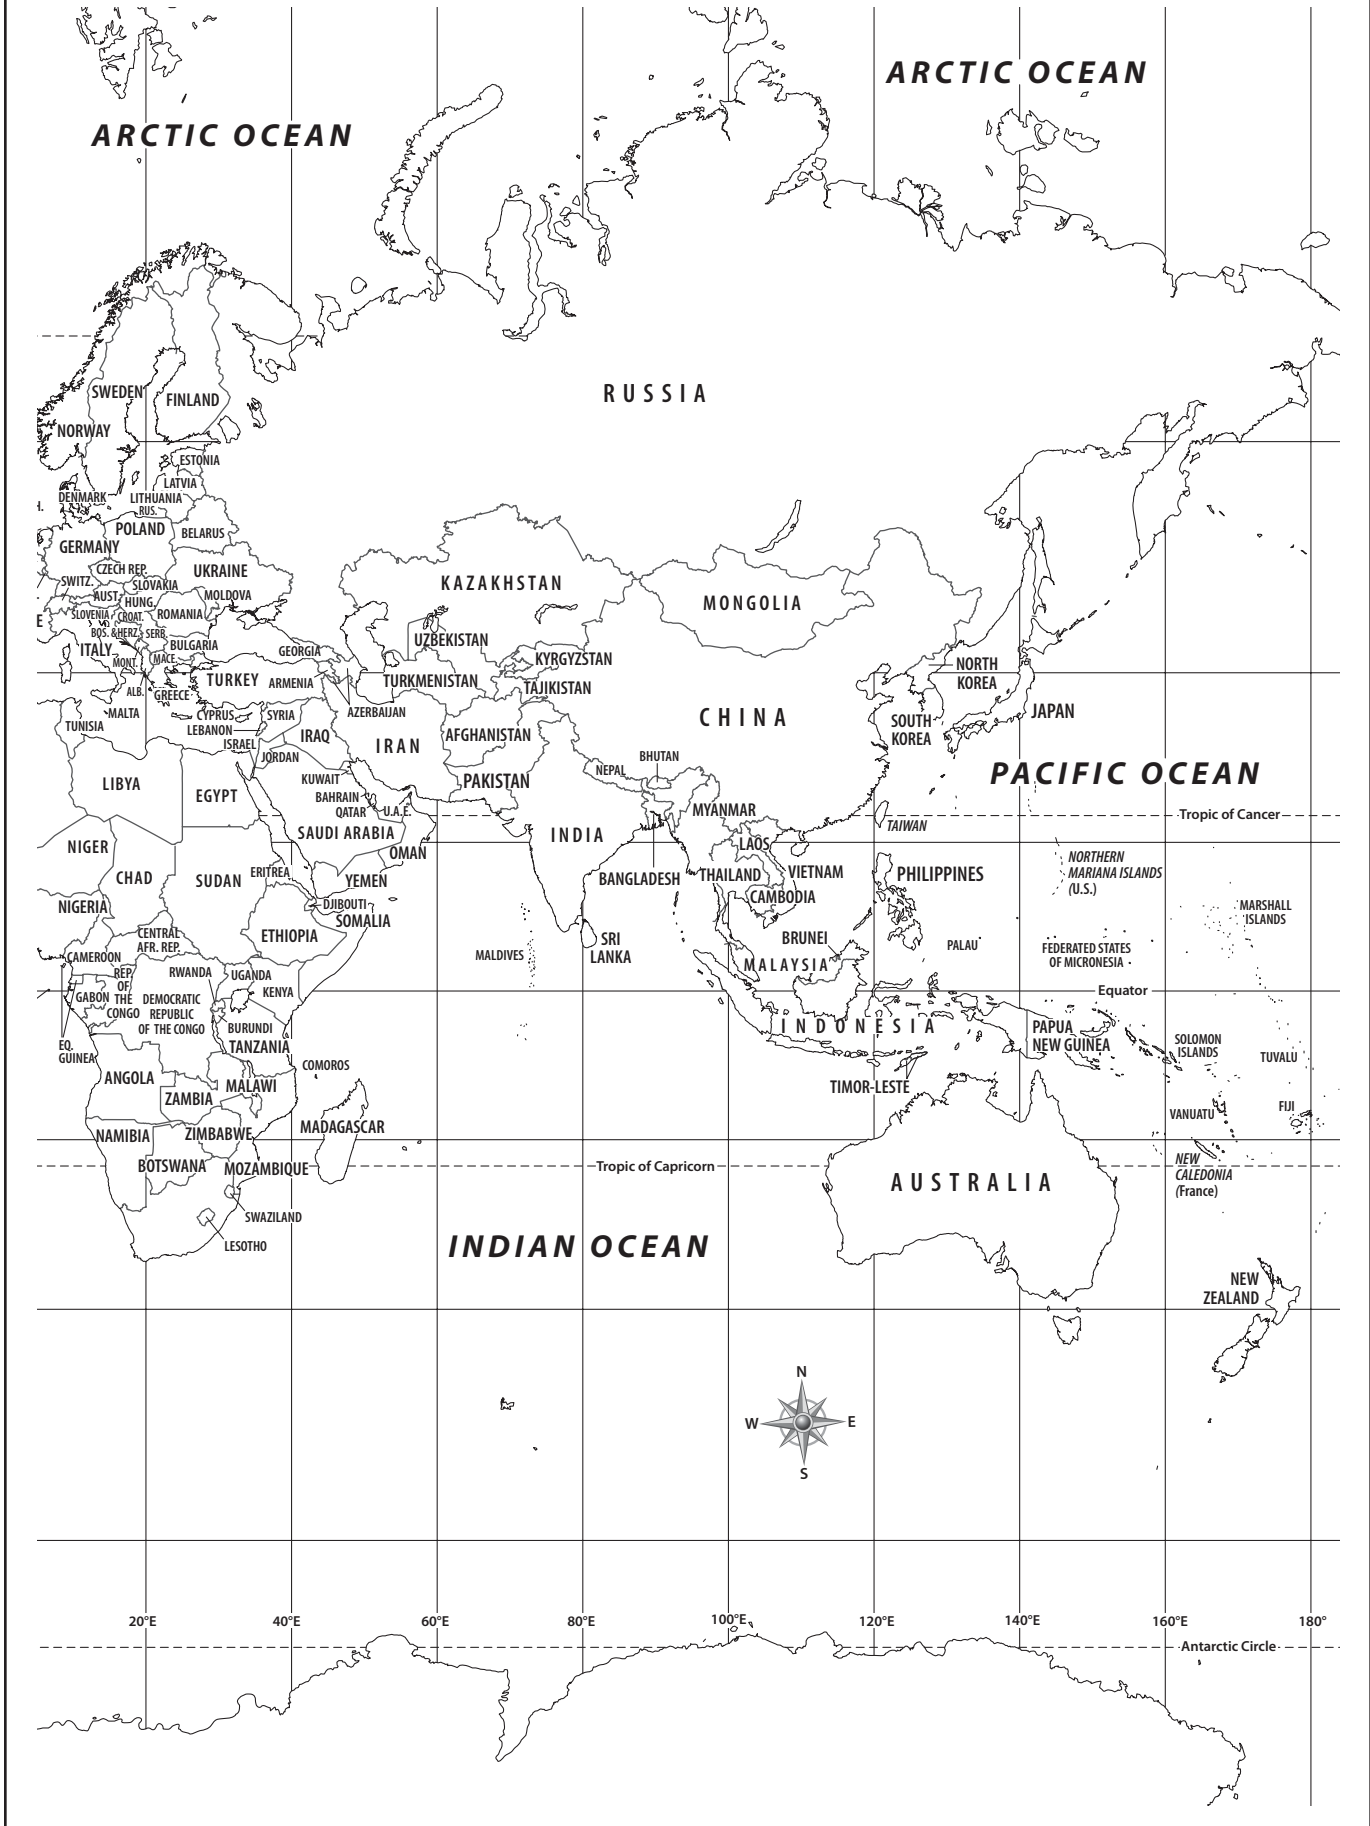 ARCTIC OCEAN
ARCTIC OCEAN
RUSSIA
SWEDEN
FINLAND
NORWAY
ESTONIA
LATVIA
DENMARK
LITHUANIA
RUS.
H.
POLAND
BELARUS
GERMANY
CZECH REP.
UKRAINE
SWITZ.
SLOVAKIA
AUST.
HUNG.
MOLDOVA
SLOVENIA
CROAT.
ROMANIA
E
BOS. &HERZ.
SERB.
ITALY
BULGARIA
MONT.
MACE.
ALB.
GREECE
TURKEY
GEORGIA
ARMENIA
AZERBAIJAN
KAZAKHSTAN
UZBEKISTAN
TURKMENISTAN
KYRGYZSTAN
TAJIKISTAN
MONGOLIA
CHINA
NORTH
KOREA
SOUTH
KOREA
JAPAN
MALTA
TUNISIA
CYPRUS
LEBANON
ISRAEL
SYRIA
IRAQ
JORDAN
IRAN
AFGHANISTAN
KUWAIT
PAKISTAN
NEPAL
BHUTAN
PACIFIC OCEAN
LIBYA
EGYPT
BAHRAIN
QATAR
U.A.E.
SAUDI ARABIA
OMAN
INDIA
MYANMAR
TAIWAN
Tropic of Cancer
NIGER
CHAD
SUDAN
ERITREA
YEMEN
LAOS
BANGLADESH
THAILAND
VIETNAM
CAMBODIA
PHILIPPINES
NORTHERN
MARIANA ISLANDS
(U.S.)
NIGERIA
DJIBOUTI
SOMALIA
MARSHALL
ISLANDS
CENTRAL
AFR. REP.
ETHIOPIA
SRI
LANKA
MALDIVES
BRUNEI
PALAU
FEDERATED STATES
OF MICRONESIA
CAMEROON
MALAYSIA
REP.
OF
THE
CONGO
RWANDA
UGANDA
KENYA
Equator
GABON
DEMOCRATIC
REPUBLIC
OF THE CONGO
BURUNDI
INDONESIA
PAPUA
NEW GUINEA
EQ.
GUINEA
TANZANIA
SOLOMON
ISLANDS
TUVALU
COMOROS
ANGOLA
MALAWI
ZAMBIA
TIMOR-LESTE
VANUATU
FIJI
MADAGASCAR
NAMIBIA
ZIMBABWE
BOTSWANA
MOZAMBIQUE
Tropic of Capricorn
AUSTRALIA
NEW
CALEDONIA
(France)
SWAZILAND
LESOTHO
INDIAN OCEAN
NEW
ZEALAND
N
W
E
S
20°E
40°E
60°E
80°E
100°E
120°E
140°E
160°E
180°
Antarctic Circle